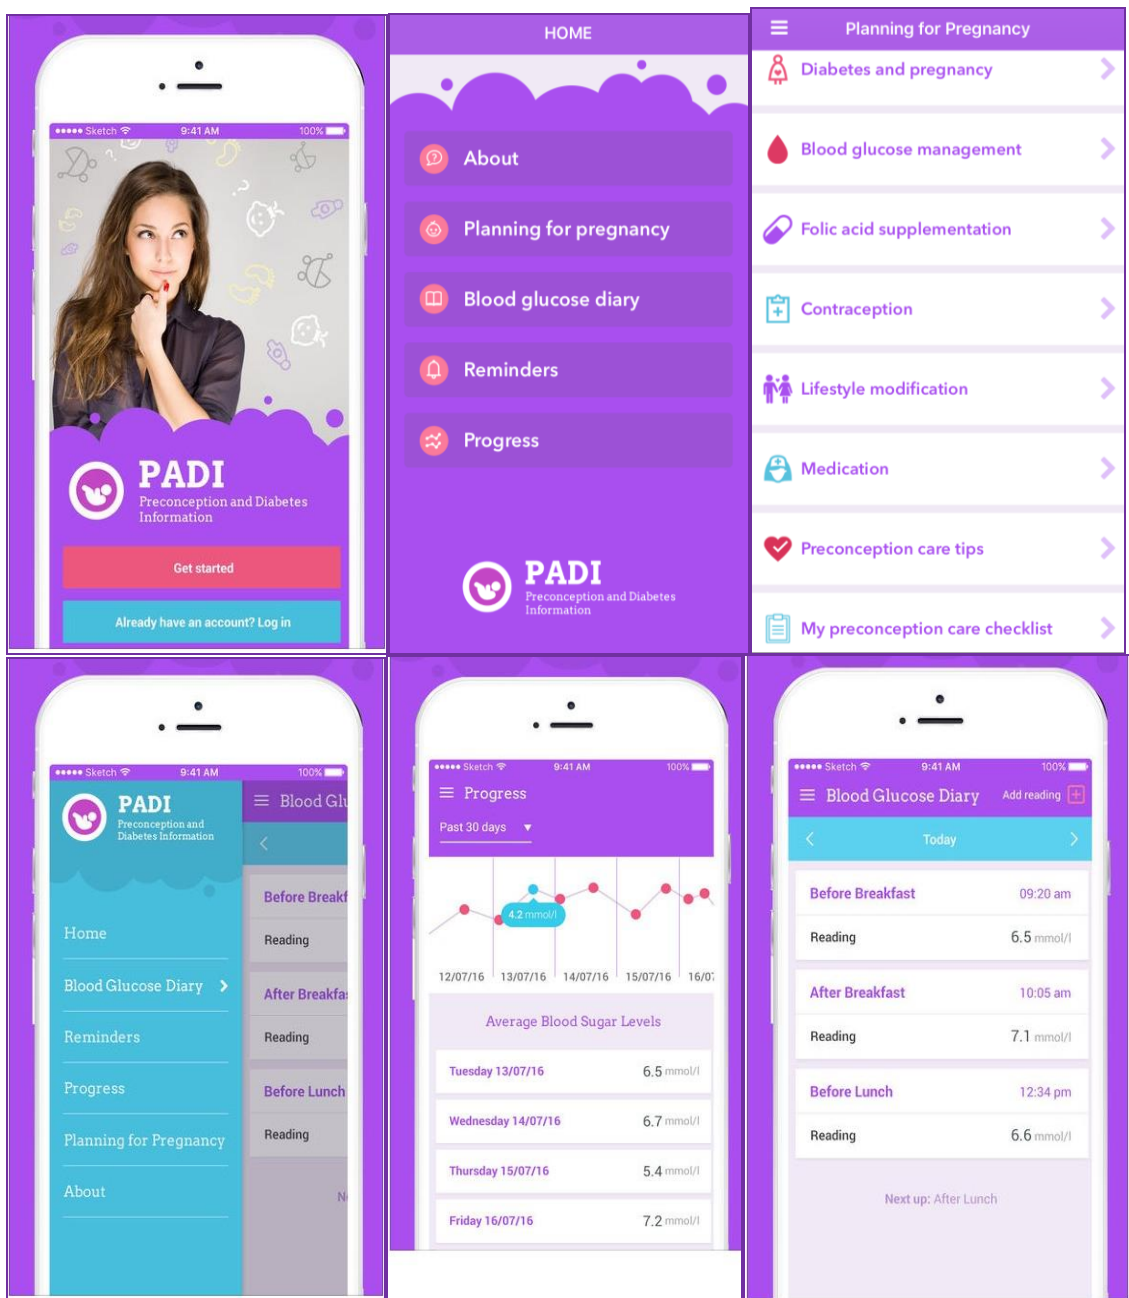 Sketch 9:41 AM 100%
PADI
Preconception and Diabetes
Information
Get started
Already have an account? Log in
HOME
About
Planning for pregnancy
Blood glucose diary
Reminders
Progress
PADI
Preconception and Diabetes
Information
Planning for Pregnancy
Diabetes and pregnancy
Blood glucose management
Folic acid supplementation
Contraception
Lifestyle modification
Medication
Preconception care tips
My preconception care checklist
Sketch 9:41 AM 100%
PADI
Preconception and
Diabetes Information
Home
Blood Glucose Diary
Reminders
Progress
Planning for Pregnancy
About
Blood Glu
Before Breakf
Reading
After Breakfa
Reading
Before Lunch
Reading
N
Sketch 9:41 AM 100%
Progress
Past 30 days
4.2 mmol/l
12/07/16 13/07/16 14/07/16 15/07/16 16/07
Average Blood Sugar Levels
Tuesday 13/07/16 6.5 mmol/l
Wednesday 14/07/16 6.7 mmol/l
Thursday 15/07/16 5.4 mmol/l
Friday 16/07/16 7.2 mmol/l
Sketch 9:41 AM 100%
Blood Glucose Diary Add reading
Today
Before Breakfast 09:20 am
Reading 6.5 mmol/l
After Breakfast 10:05 am
Reading 7.1 mmol/l
Before Lunch 12:34 pm
Reading 6.6 mmol/l
Next up: After Lunch